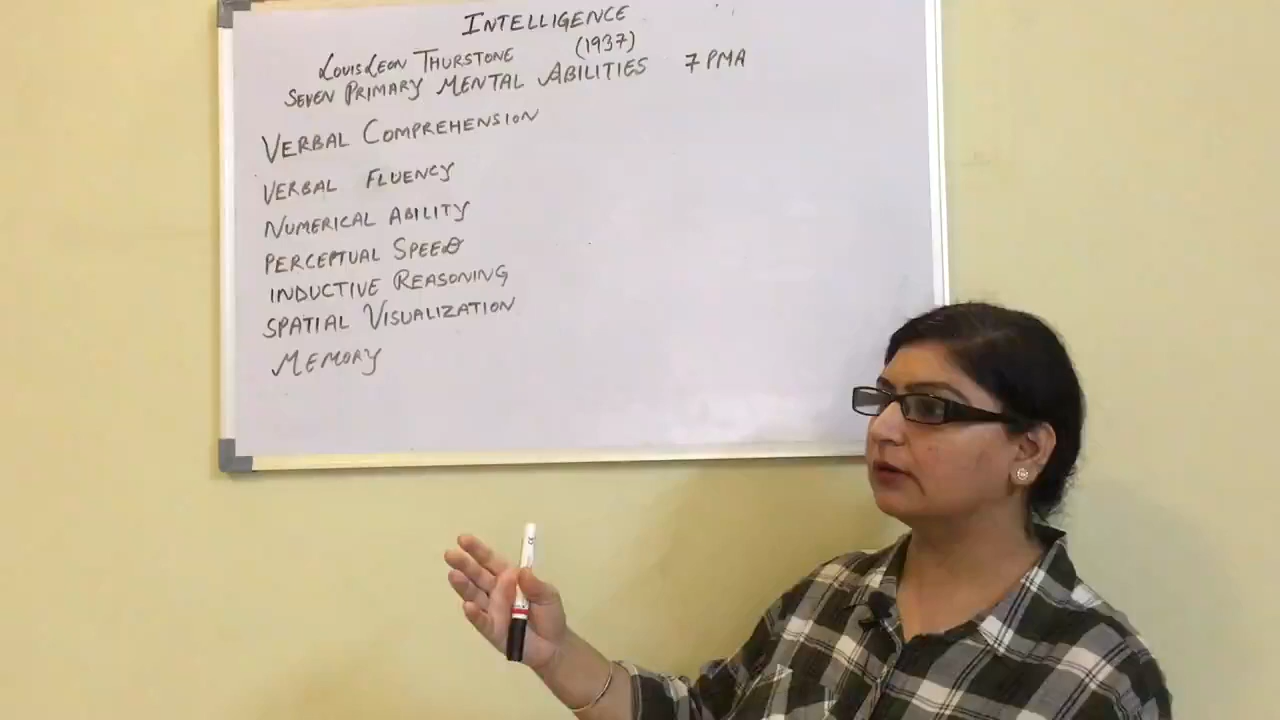 INTELLIGENCE
LOUIS LEON THURSTONE (1937)
SEVEN PRIMARY MENTAL ABILITIES 7 PMA
VERBAL COMPREHENSION
VERBAL FLUENCY
NUMERICAL ABILITY
PERCEPTUAL SPEED
INDUCTIVE REASONING
SPATIAL VISUALIZATION
MEMORY